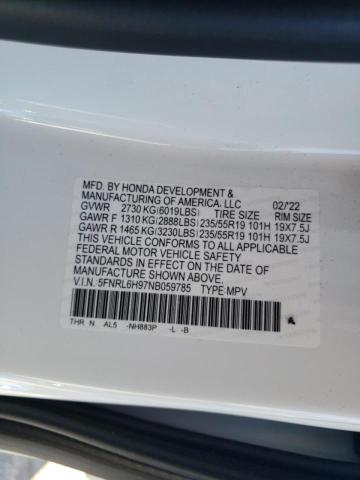 MFD. BY HONDA DEVELOPMENT &
MANUFACTURING OF AMERICA, LLC 02/'22
GVWR 2730 KG (6019LBS) TIRE SIZE RIM SIZE
GAWR F 1310 KG (2888LBS) 235/55R19 101H 19X7.5J
GAWR R 1465 KG (3230LBS) 235/55R19 101H 19X7.5J
THIS VEHICLE CONFORMS TO ALL APPLICABLE
FEDERAL MOTOR VEHICLE SAFETY
STANDARDS IN EFFECT ON THE DATE OF
MANUFACTURE SHOWN ABOVE.
V.I.N. 5FNRL6H97NB059785 TYPE: MPV
THR N AL5 -NH883P -L -B